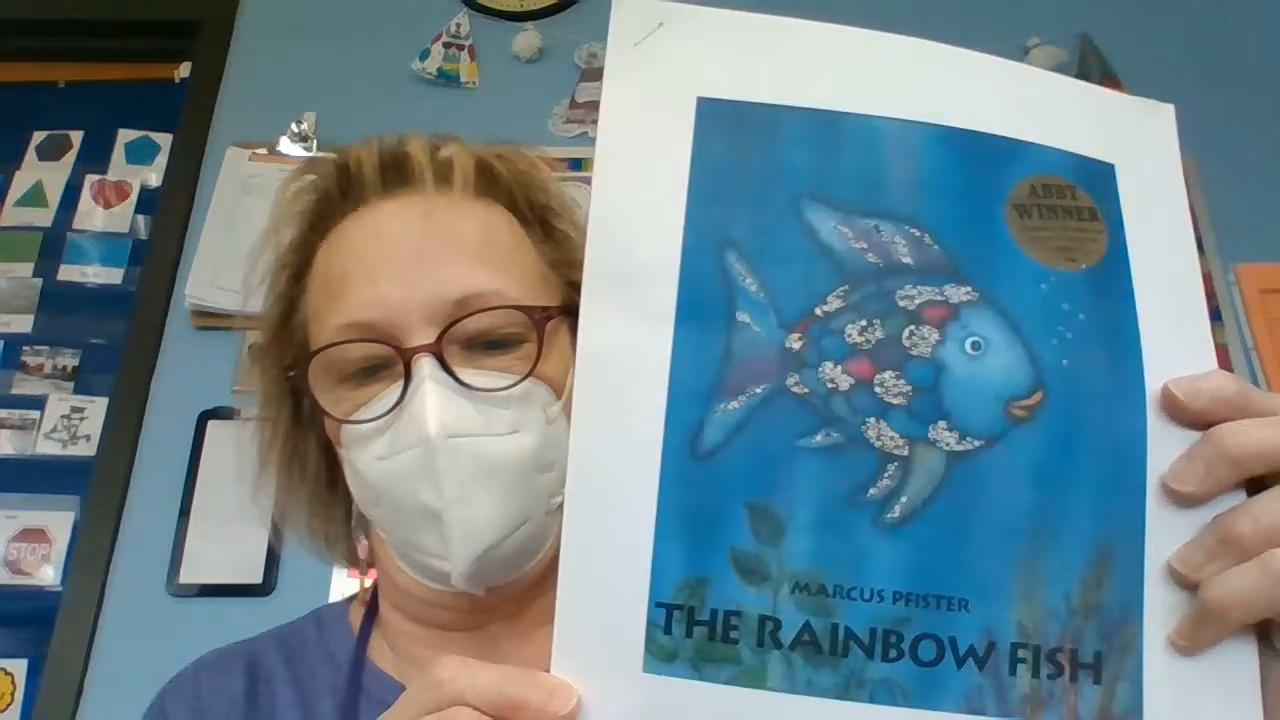 STOP
ABBY
WINNER
MARCUS PFISTER
THE RAINBOW FISH